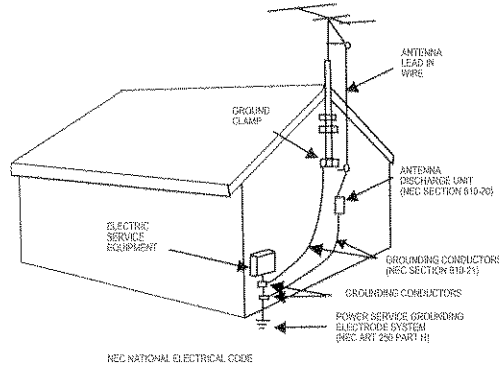 ANTENNA
LEAD IN
WIRE
GROUND
CLAMP
ANTENNA
DISCHARGE UNIT
(NEC SECTION 810-20)
ELECTRIC
SERVICE
EQUIPMENT
GROUNDING CONDUCTORS
(NEC SECTION 810-21)
GROUNDING CONDUCTORS
POWER SERVICE GROUNDING
ELECTRODE SYSTEM
(NEC ART 250 PART H)
NEC NATIONAL ELECTRICAL CODE